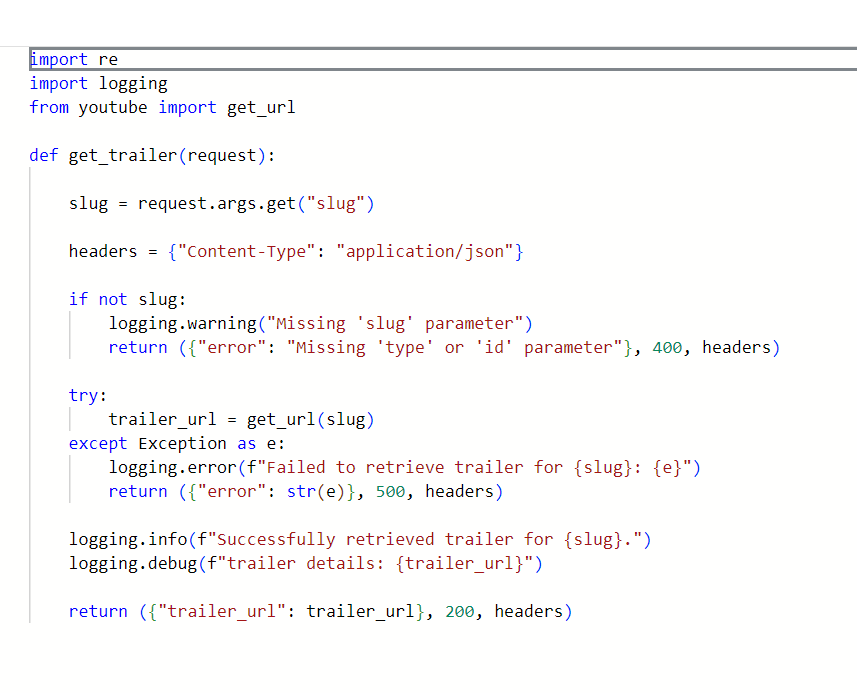 import re
import logging
from youtube import get_url
def get_trailer(request):
slug = request.args.get("slug")
headers = {"Content-Type": "application/json"}
if not slug:
logging.warning("Missing 'slug' parameter")
return ({"error": "Missing 'type' or 'id' parameter"}, 400, headers)
try:
trailer_url = get_url(slug)
except Exception as e:
logging.error(f"Failed to retrieve trailer for {slug}: {e}")
return ({"error": str(e)}, 500, headers)
logging.info(f"Successfully retrieved trailer for {slug}.")
logging.debug(f"trailer details: {trailer_url}")
return ({"trailer_url": trailer_url}, 200, headers)